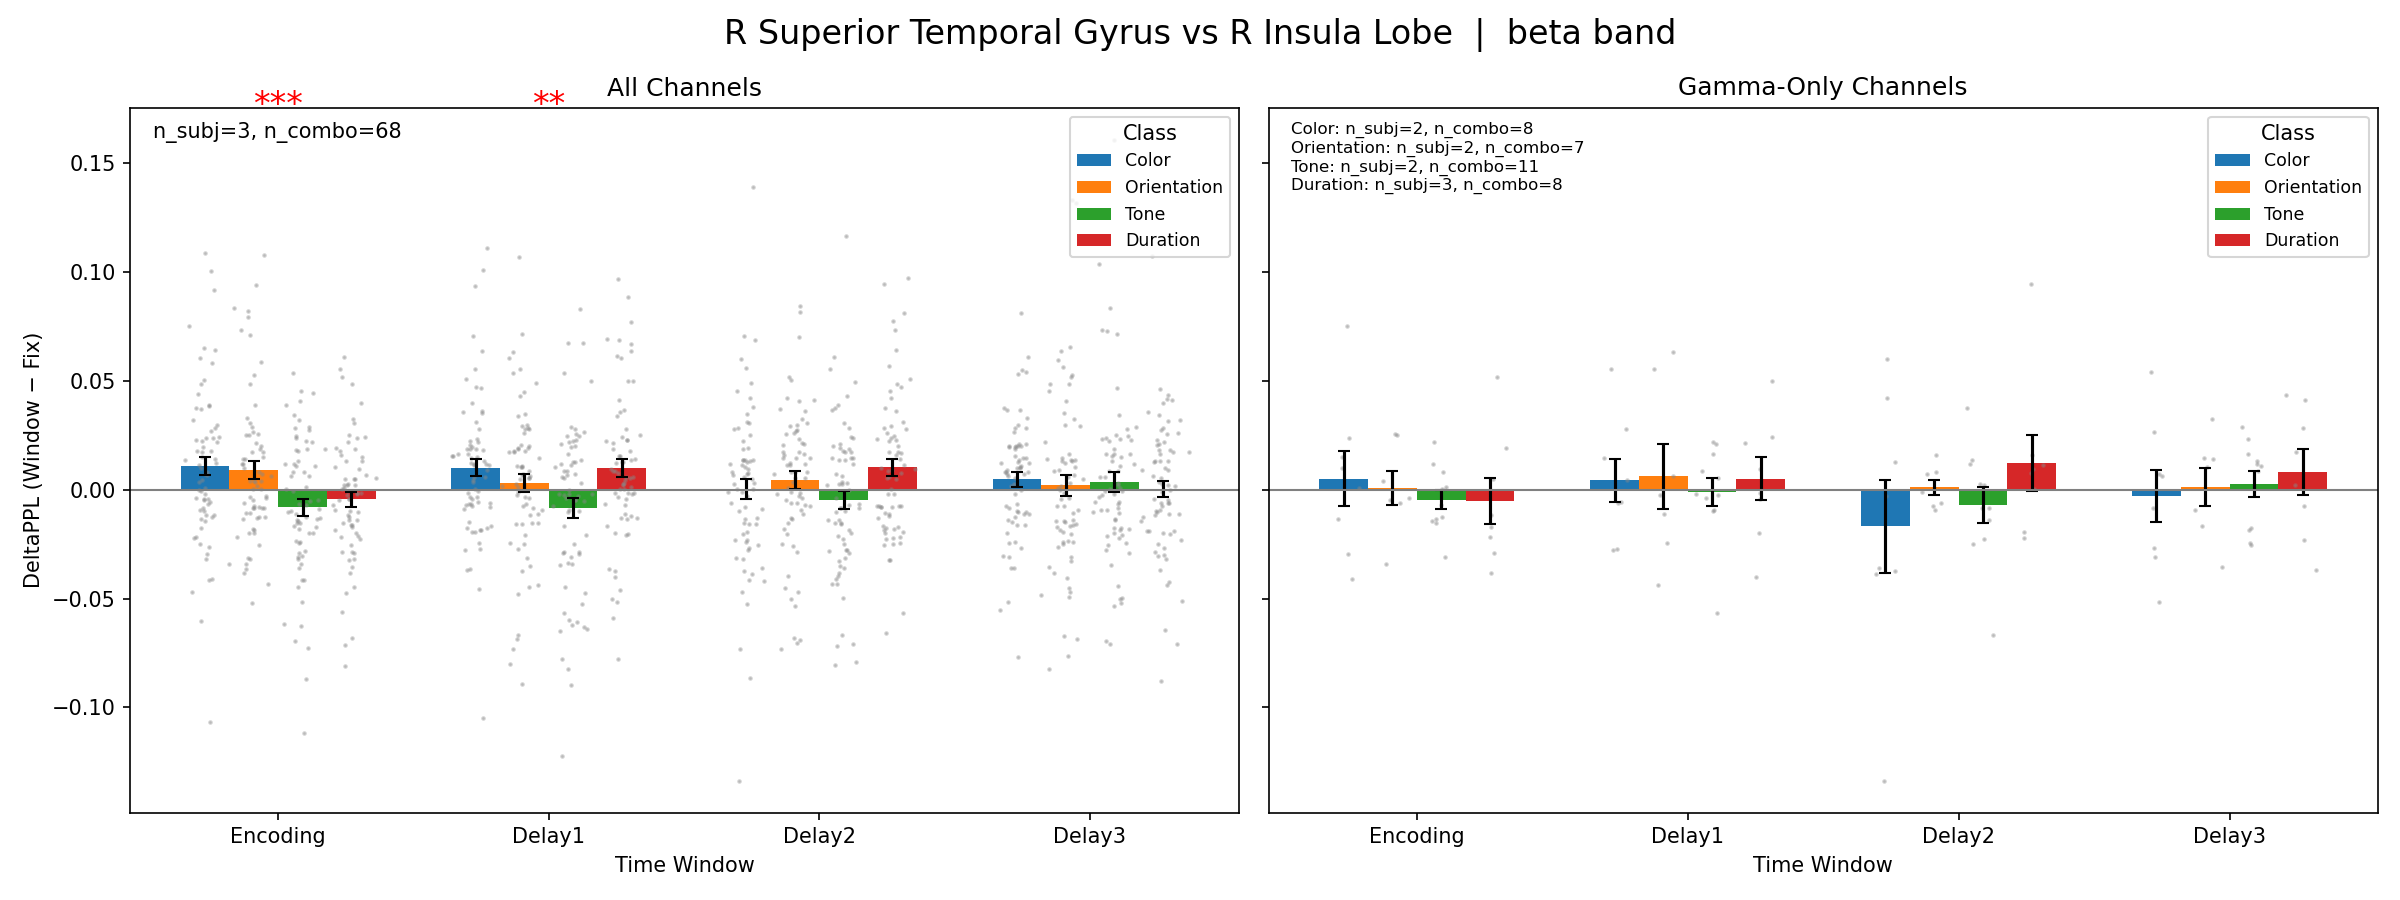 R Superior Temporal Gyrus vs R Insula Lobe | beta band
All Channels
***
**
n_subj=3, n_combo=68
Class
Color
Orientation
Tone
Duration
DeltaPPL (Window − Fix)
0.15
0.10
0.05
0.00
−0.05
−0.10
Encoding
Delay1
Delay2
Delay3
Time Window
Gamma-Only Channels
Color: n_subj=2, n_combo=8
Orientation: n_subj=2, n_combo=7
Tone: n_subj=2, n_combo=11
Duration: n_subj=3, n_combo=8
Class
Color
Orientation
Tone
Duration
Encoding
Delay1
Delay2
Delay3
Time Window